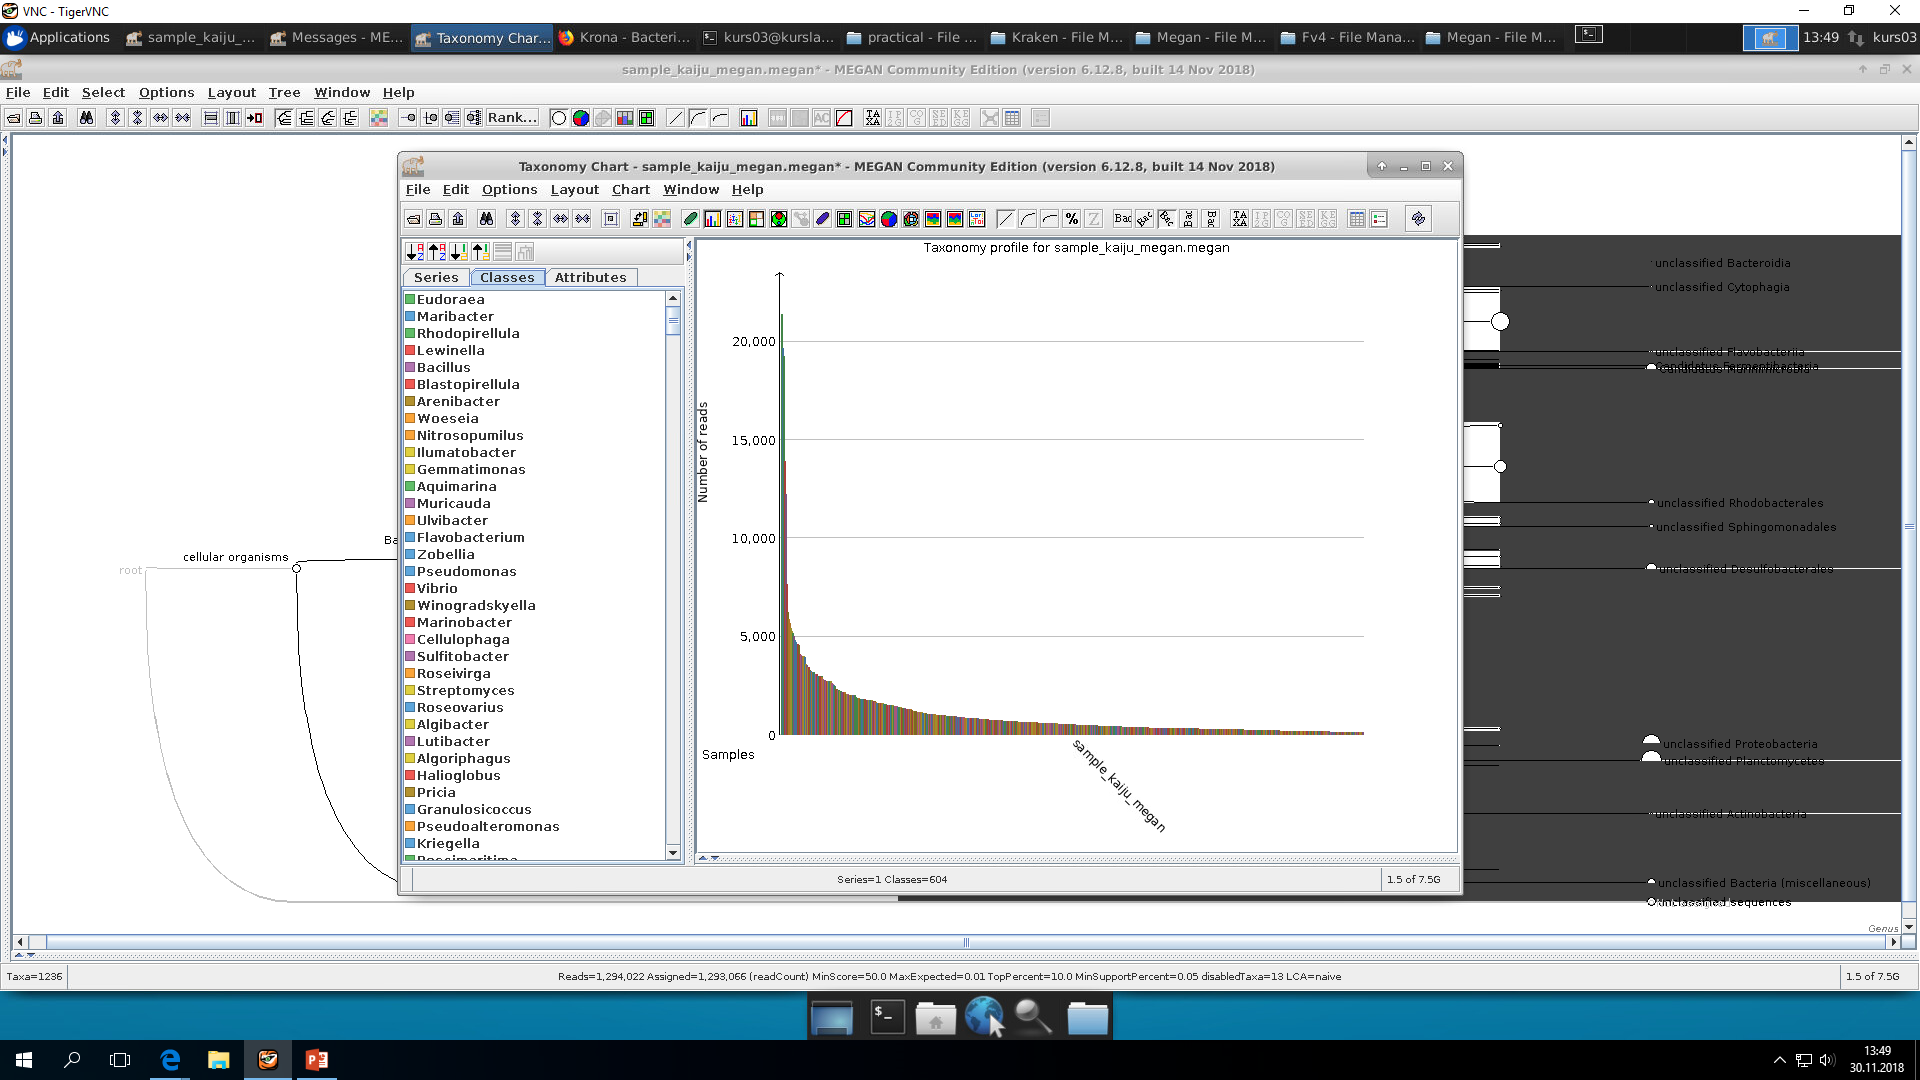 VNC - TigerVNC
Applications
sample_kaiju_...
Messages - ME...
Taxonomy Char...
Krona - Bacteri...
kurs03@kursla...
practical - File ...
Kraken - File M...
Megan - File M...
Fv4 - File Mana...
Megan - File M...
13:49
kurs03
sample_kaiju_megan.megan* - MEGAN Community Edition (version 6.12.8, built 14 Nov 2018)
File Edit Select Options Layout Tree Window Help
Rank...
Taxonomy Chart - sample_kaiju_megan.megan* - MEGAN Community Edition (version 6.12.8, built 14 Nov 2018)
File Edit Options Layout Chart Window Help
Series Classes Attributes
Eudoraea
Maribacter
Rhodopirellula
Lewinella
Bacillus
Blastopirellula
Arenibacter
Woeseia
Nitrosopumilus
Ilumatobacter
Gemmatimonas
Aquimarina
Muricauda
Ulvibacter
Flavobacterium
Zobellia
Pseudomonas
Vibrio
Winogradskyella
Marinobacter
Cellulophaga
Sulfitobacter
Roseivirga
Streptomyces
Roseovarius
Algibacter
Lutibacter
Algoriphagus
Halioglobus
Pricia
Granulosicoccus
Pseudoalteromonas
Kriegella
Taxonomy profile for sample_kaiju_megan.megan
Number of reads
20,000
15,000
10,000
5,000
0
Samples
sample_kaiju_megan
Series=1 Classes=604
1.5 of 7.5G
root
cellular organisms
Ba
unclassified Bacteroidia
unclassified Cytophagia
unclassified Flavobacteriia
unclassified Rhodobacterales
unclassified Sphingomonadales
unclassified Desulfobacterales
unclassified Proteobacteria
unclassified Planctomycetes
unclassified Actinobacteria
unclassified Bacteria (miscellaneous)
unclassified sequences
Genus
Taxa=1236
Reads=1,294,022 Assigned=1,293,066 (readCount) MinScore=50.0 MaxExpected=0.01 TopPercent=10.0 MinSupportPercent=0.05 disabledTaxa=13 LCA=naive
1.5 of 7.5G
13:49
30.11.2018